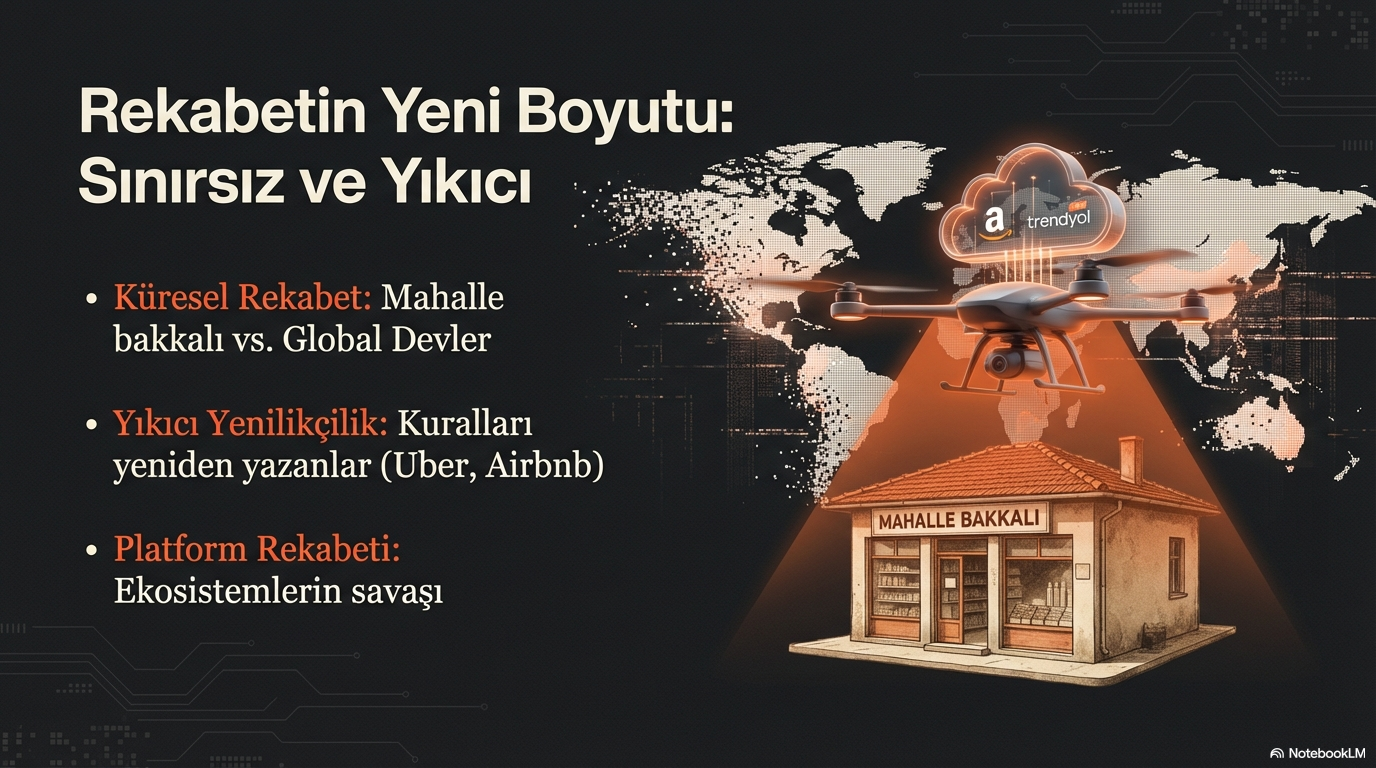 Rekabetin Yeni Boyutu:
Sınırsız ve Yıkıcı
• Küresel Rekabet: Mahalle
bakkalı vs. Global Devler
• Yıkıcı Yenilikçilik: Kuralları
yeniden yazanlar (Uber, Airbnb)
• Platform Rekabeti:
Ekosistemlerin savaşı
a
trendyol
MAHALLE BAKKALI
NotebookLM